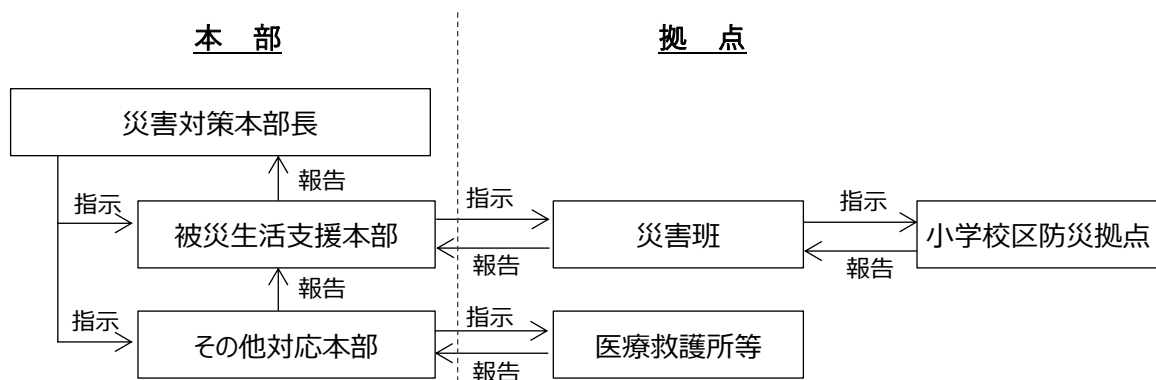 本　部
拠　点
災害対策本部長
報告
指示
指示
指示
被災生活支援本部
災害班
小学校区防災拠点
報告
報告
報告
指示
指示
その他対応本部
医療救護所等
報告